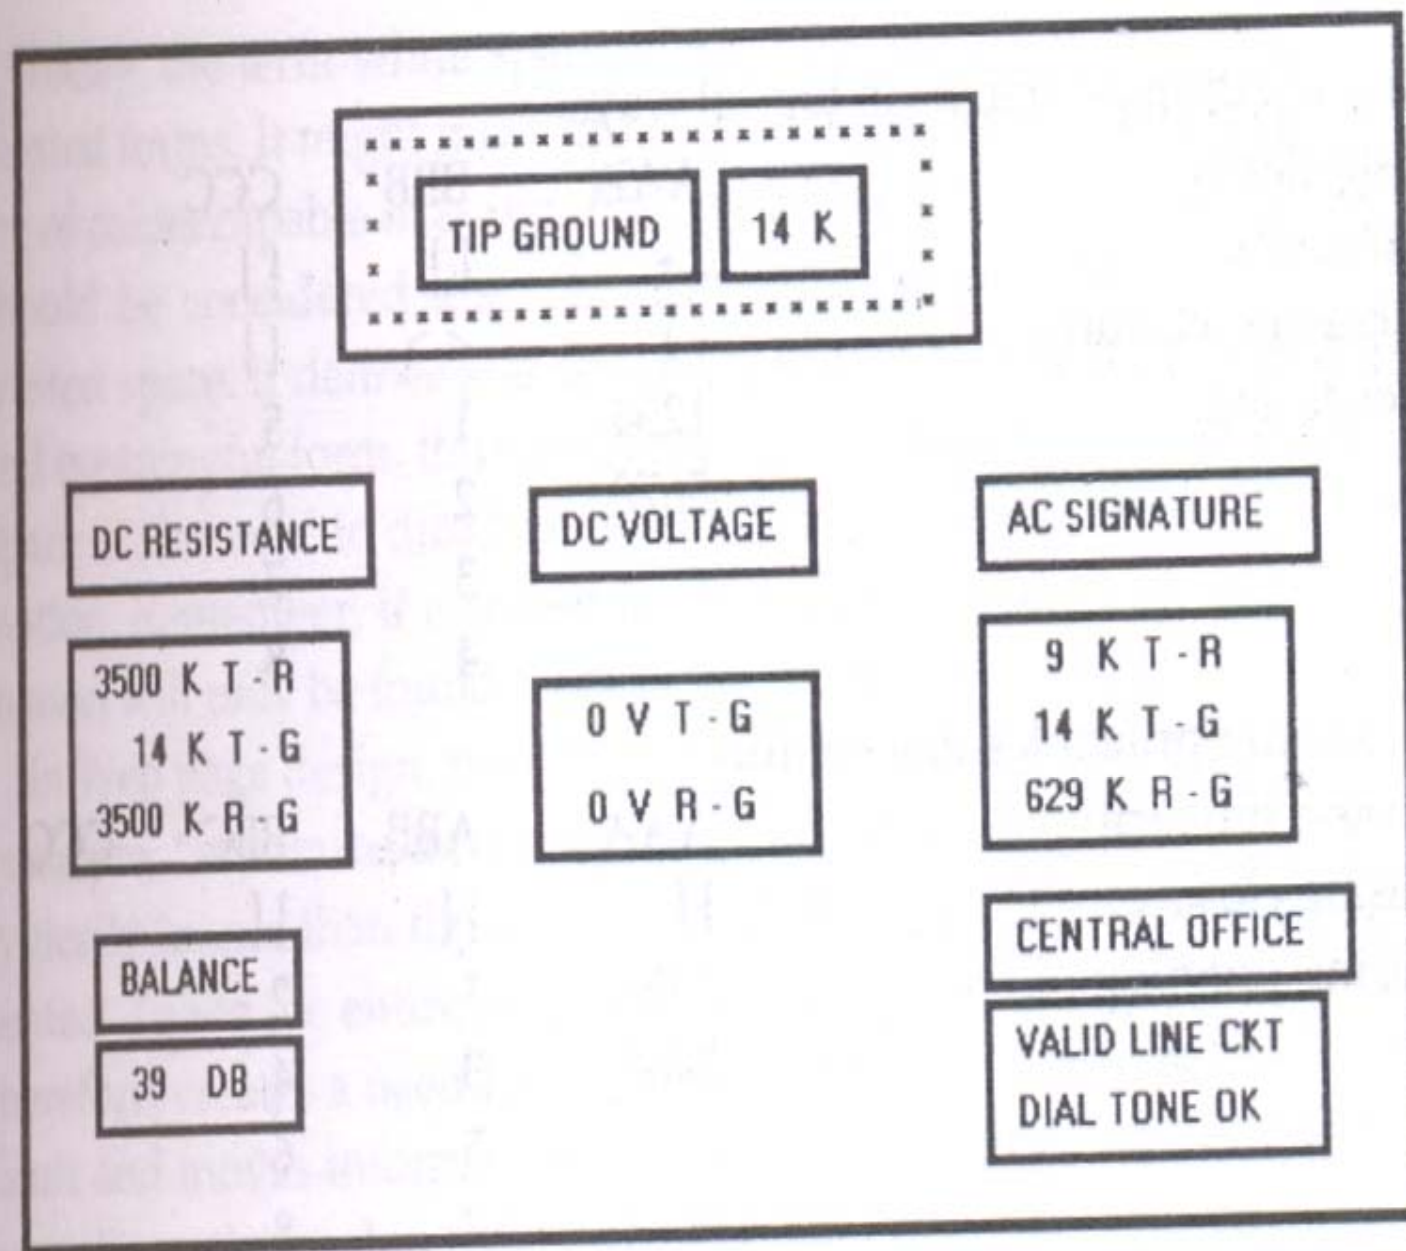 TIP GROUND 14 K
DC RESISTANCE
3500 K T - R
14 K T - G
3500 K R - G
DC VOLTAGE
0 V T - G
0 V R - G
AC SIGNATURE
9 K T - R
14 K T - G
629 K R - G
BALANCE
39 DB
CENTRAL OFFICE
VALID LINE CKT
DIAL TONE OK